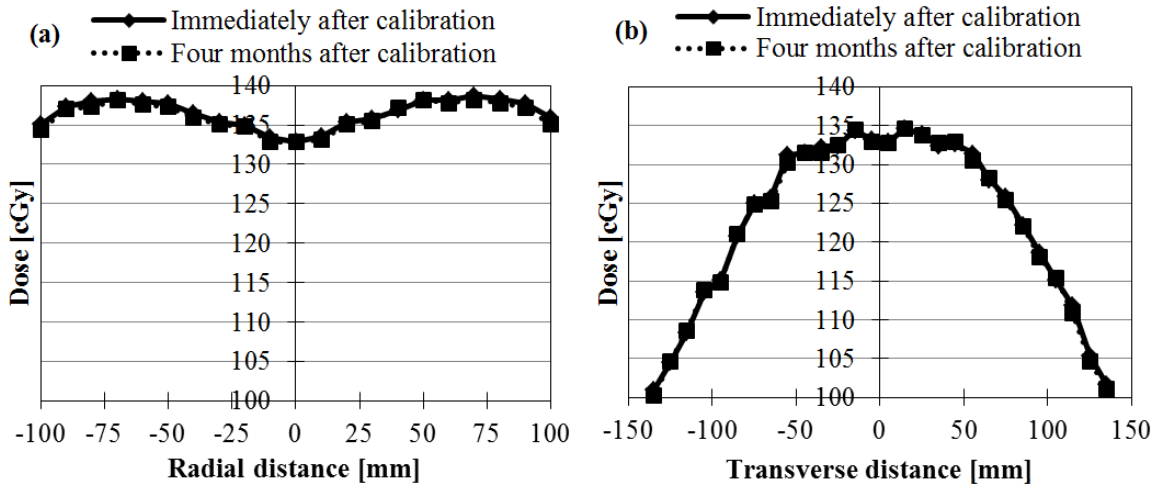 (a)
Immediately after calibration
Four months after calibration
140
135
130
125
120
115
110
105
100
-100 -75 -50 -25 0 25 50 75 100
Dose [cGy]
Radial distance [mm]
(b)
Immediately after calibration
Four months after calibration
140
135
130
125
120
115
110
105
100
-150 -100 -50 0 50 100 150
Dose [cGy]
Transverse distance [mm]